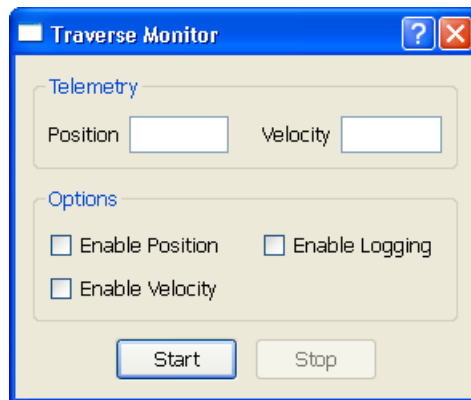 Traverse Monitor
Telemetry
Position Velocity
Options
Enable Position Enable Logging
Enable Velocity
Start Stop